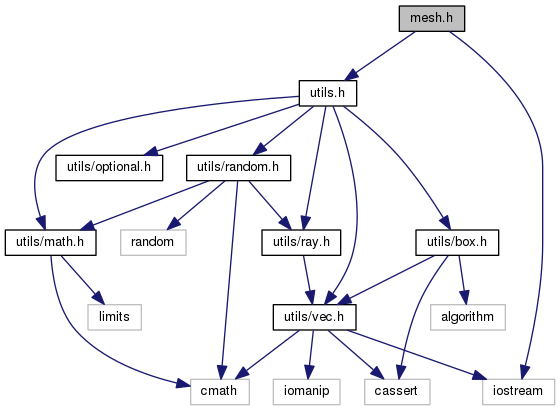 mesh.h
utils.h
utils/optional.h
utils/random.h
utils/math.h
random
utils/ray.h
utils/box.h
limits
utils/vec.h
algorithm
cmath
iomanip
cassert
iostream